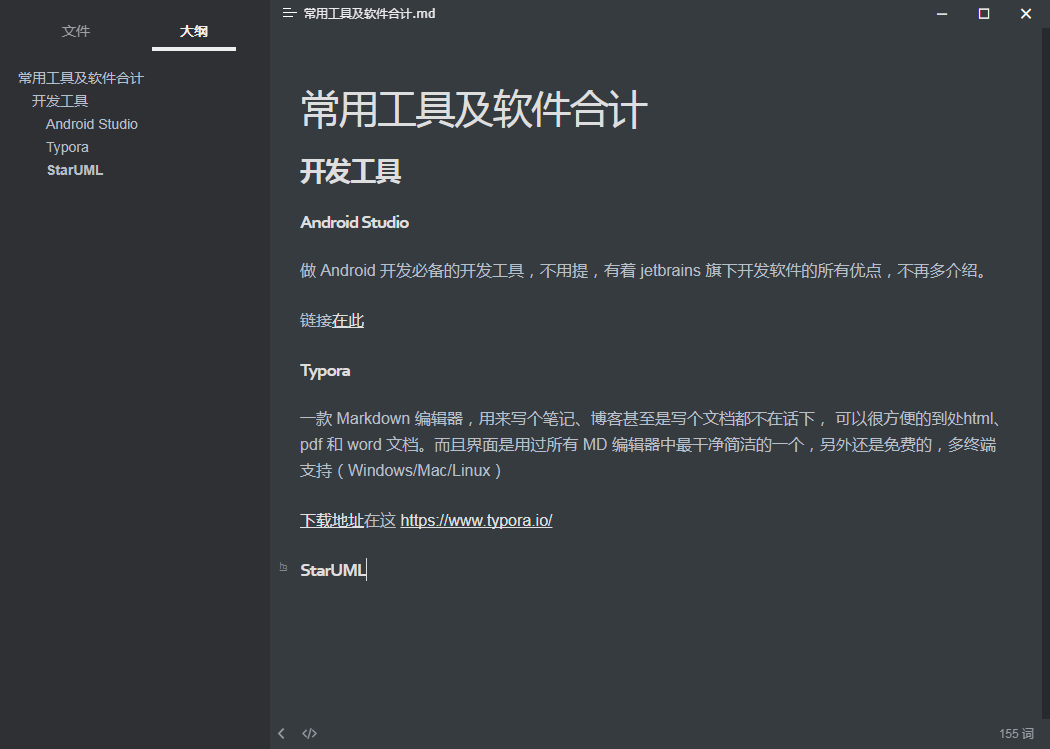 文件
大纲
常用工具及软件合计
开发工具
Android Studio
Typora
StarUML
常用工具及软件合计.md
常用工具及软件合计
开发工具
Android Studio
做 Android 开发必备的开发工具，不用提，有着 jetbrains 旗下开发软件的所有优点，不再多介绍。
链接在此
Typora
一款 Markdown 编辑器，用来写个笔记、博客甚至是写个文档都不在话下， 可以很方便的到处html、
pdf 和 word 文档。而且界面是用过所有 MD 编辑器中最干净简洁的一个，另外还是免费的，多终端
支持（Windows/Mac/Linux）
下载地址在这 https://www.typora.io/
StarUML
155 词